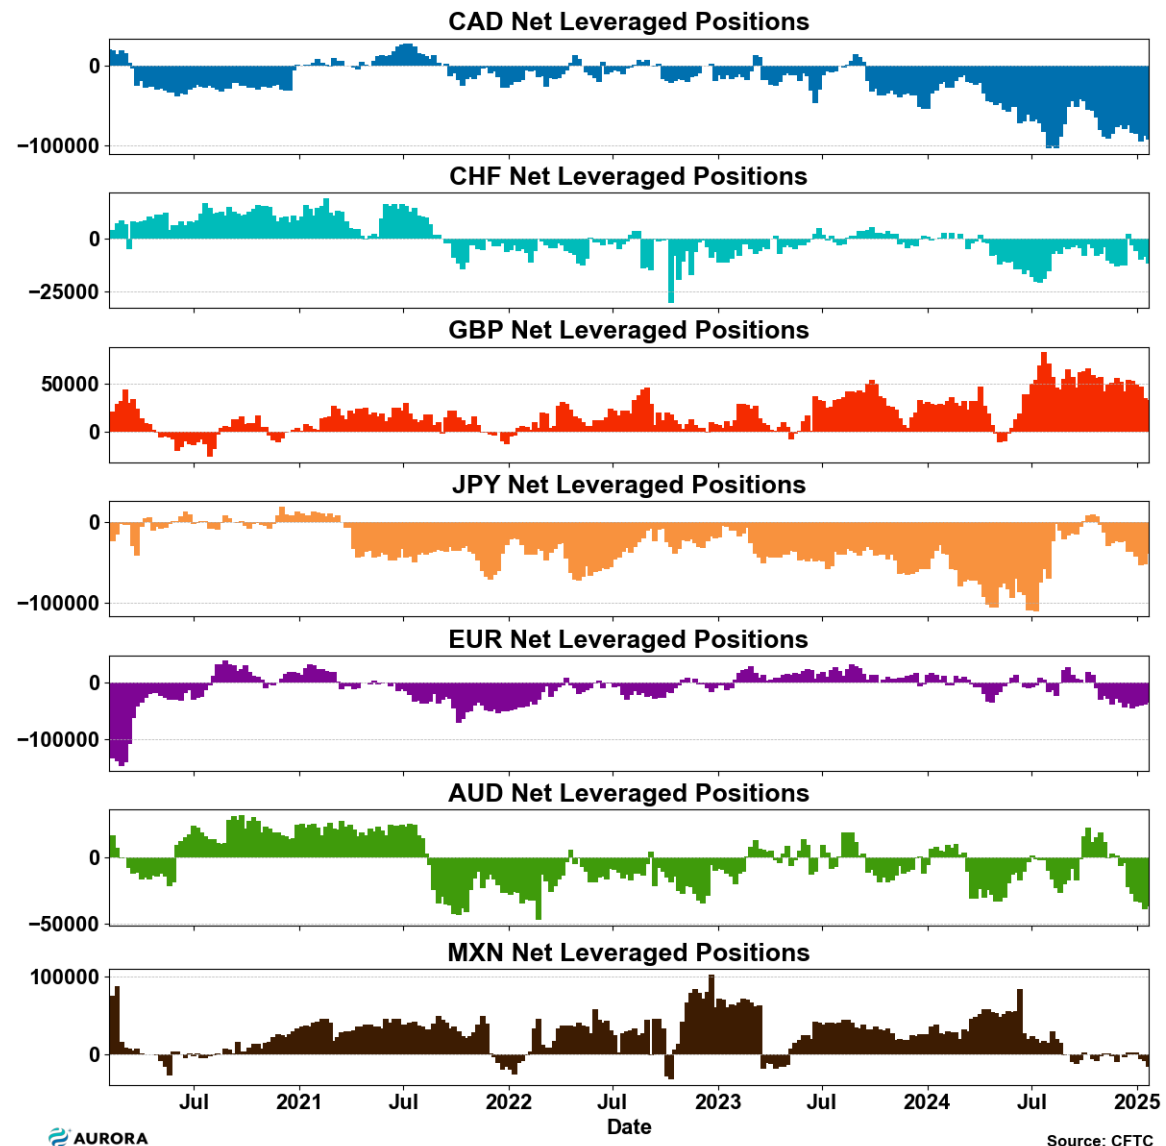 CAD Net Leveraged Positions
0
−100000
CHF Net Leveraged Positions
0
−25000
GBP Net Leveraged Positions
50000
0
JPY Net Leveraged Positions
0
−100000
EUR Net Leveraged Positions
0
−100000
AUD Net Leveraged Positions
0
−50000
MXN Net Leveraged Positions
100000
0
Jul 2021 Jul 2022 Jul 2023 Jul 2024 Jul 2025
Date
AURORA
Source: CFTC